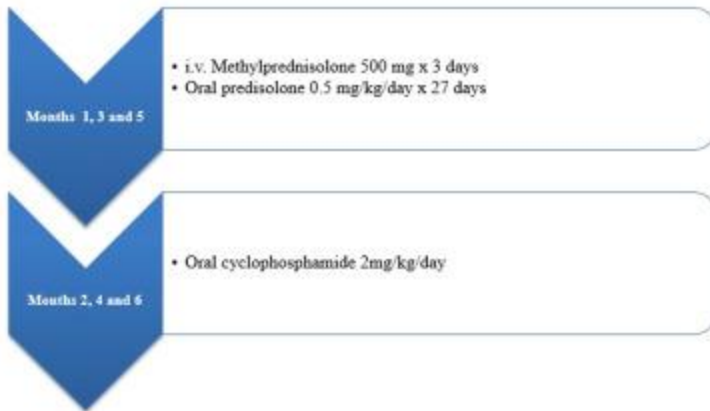 • i.v. Methylprednisolone 500 mg x 3 days
• Oral predisolone 0.5 mg/kg/day x 27 days
Months 1, 3 and 5
• Oral cyclophosphamide 2mg/kg/day
Months 2, 4 and 6